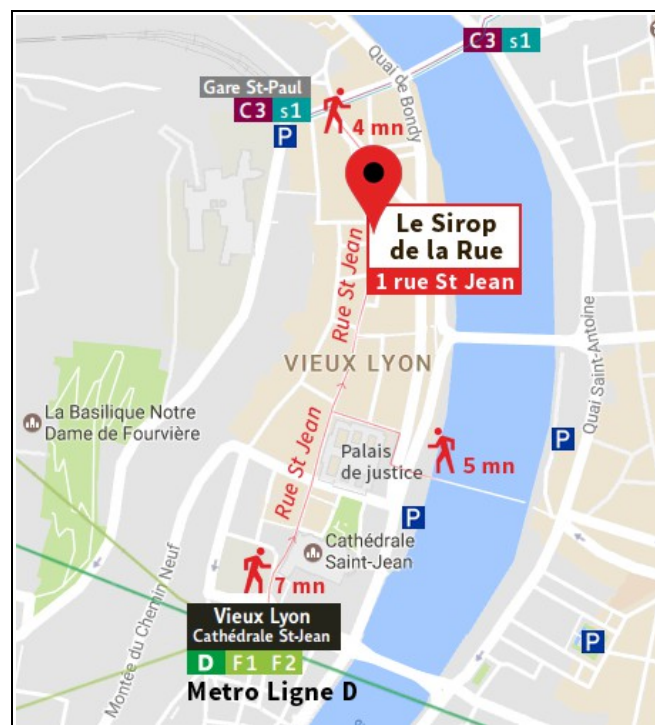 C3 s1
Gare St-Paul
C3 s1
P
4 mn
Quai de Bondy
Le Sirop
de la Rue
1 rue St Jean
Rue St Jean
VIEUX LYON
Quai Saint-Antoine
La Basilique Notre
Dame de Fourvière
Rue St Jean
Palais
de justice
5 mn
P
P
Cathédrale
Saint-Jean
7 mn
Montée du Chemin Neuf
Vieux Lyon
Cathédrale St-Jean
D F1 F2
Metro Ligne D
P